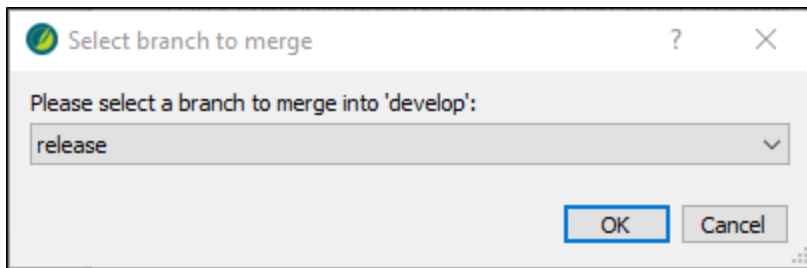 Select branch to merge
?
Please select a branch to merge into 'develop':
release
OK Cancel